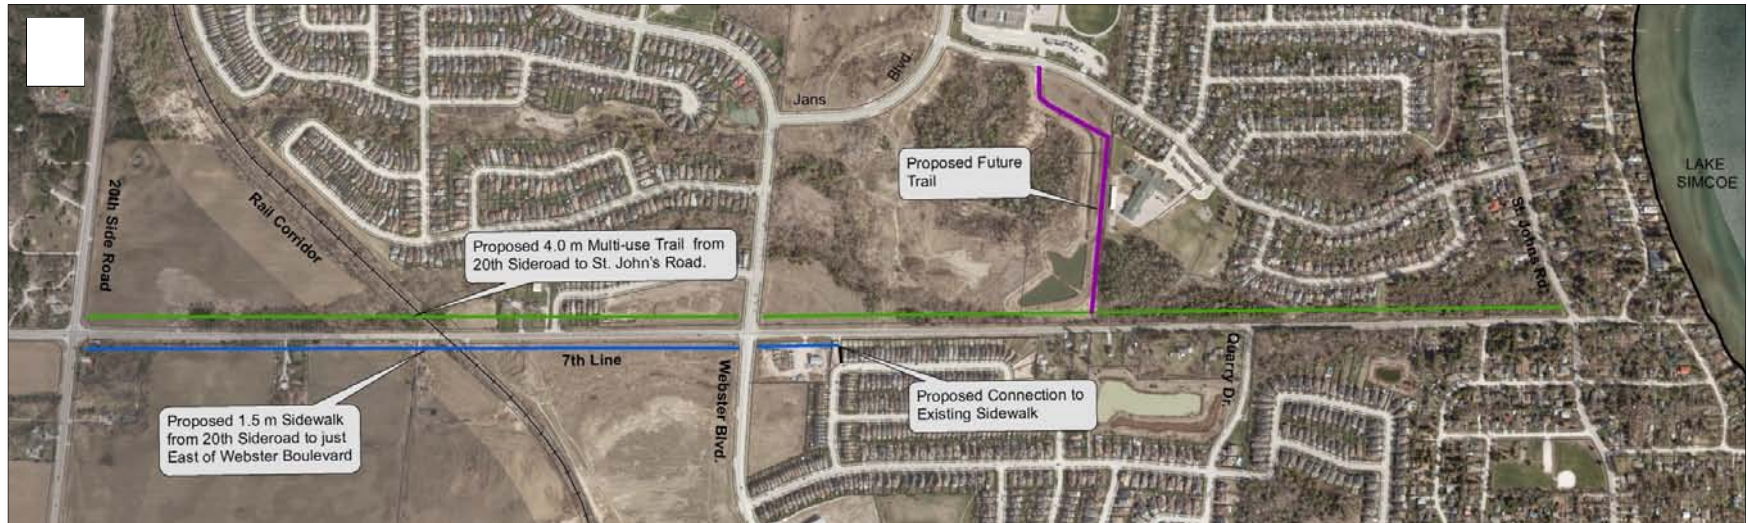 Jans
Blvd.
LAKE
SIMCOE
Proposed Future
Trail
20th Side Road
Rail Corridor
St. Johns Rd.
Proposed 4.0 m Multi-use Trail from
20th Sideroad to St. John's Road.
7th Line
Webster Blvd.
Quarry Dr.
Proposed Connection to
Existing Sidewalk
Proposed 1.5 m Sidewalk
from 20th Sideroad to just
East of Webster Boulevard